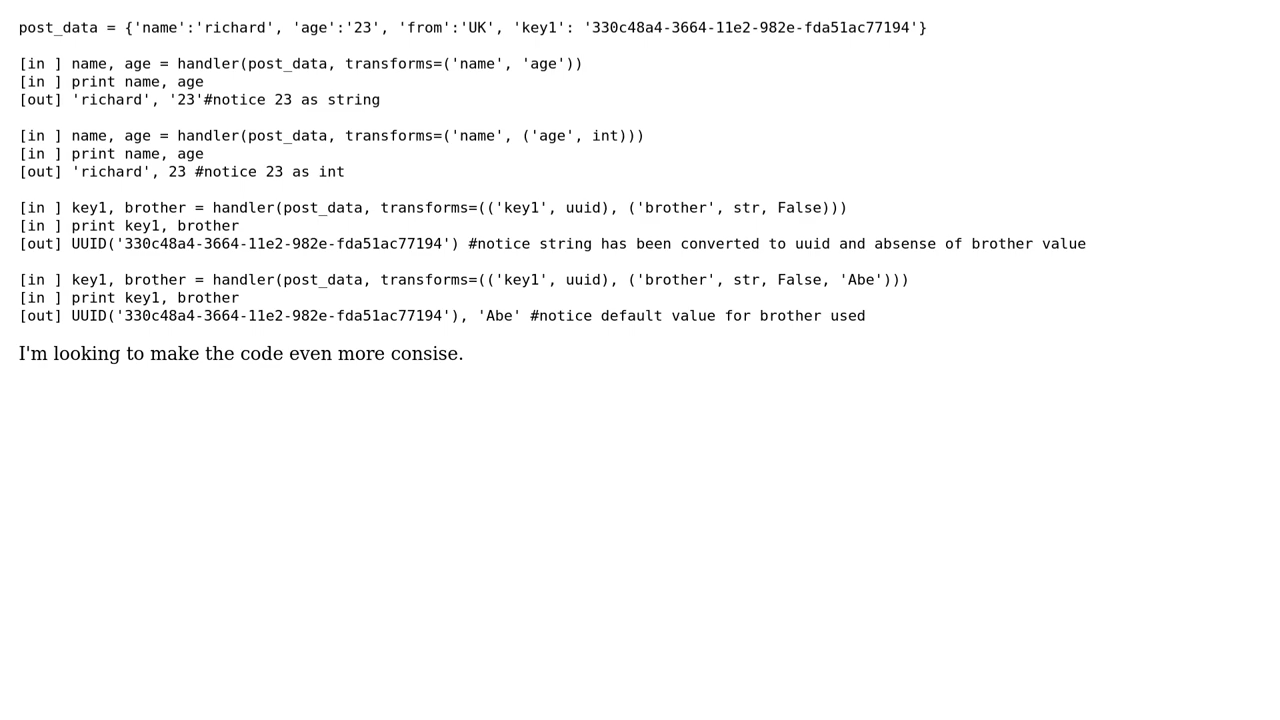 post_data = {'name':'richard', 'age':'23', 'from':'UK', 'key1': '330c48a4-3664-11e2-982e-fda51ac77194'}
[in ] name, age = handler(post_data, transforms=('name', 'age'))
[in ] print name, age
[out] 'richard', '23'#notice 23 as string
[in ] name, age = handler(post_data, transforms=('name', ('age', int)))
[in ] print name, age
[out] 'richard', 23 #notice 23 as int
[in ] key1, brother = handler(post_data, transforms=(('key1', uuid), ('brother', str, False)))
[in ] print key1, brother
[out] UUID('330c48a4-3664-11e2-982e-fda51ac77194') #notice string has been converted to uuid and absense of brother value
[in ] key1, brother = handler(post_data, transforms=(('key1', uuid), ('brother', str, False, 'Abe')))
[in ] print key1, brother
[out] UUID('330c48a4-3664-11e2-982e-fda51ac77194'), 'Abe' #notice default value for brother used
I'm looking to make the code even more consise.